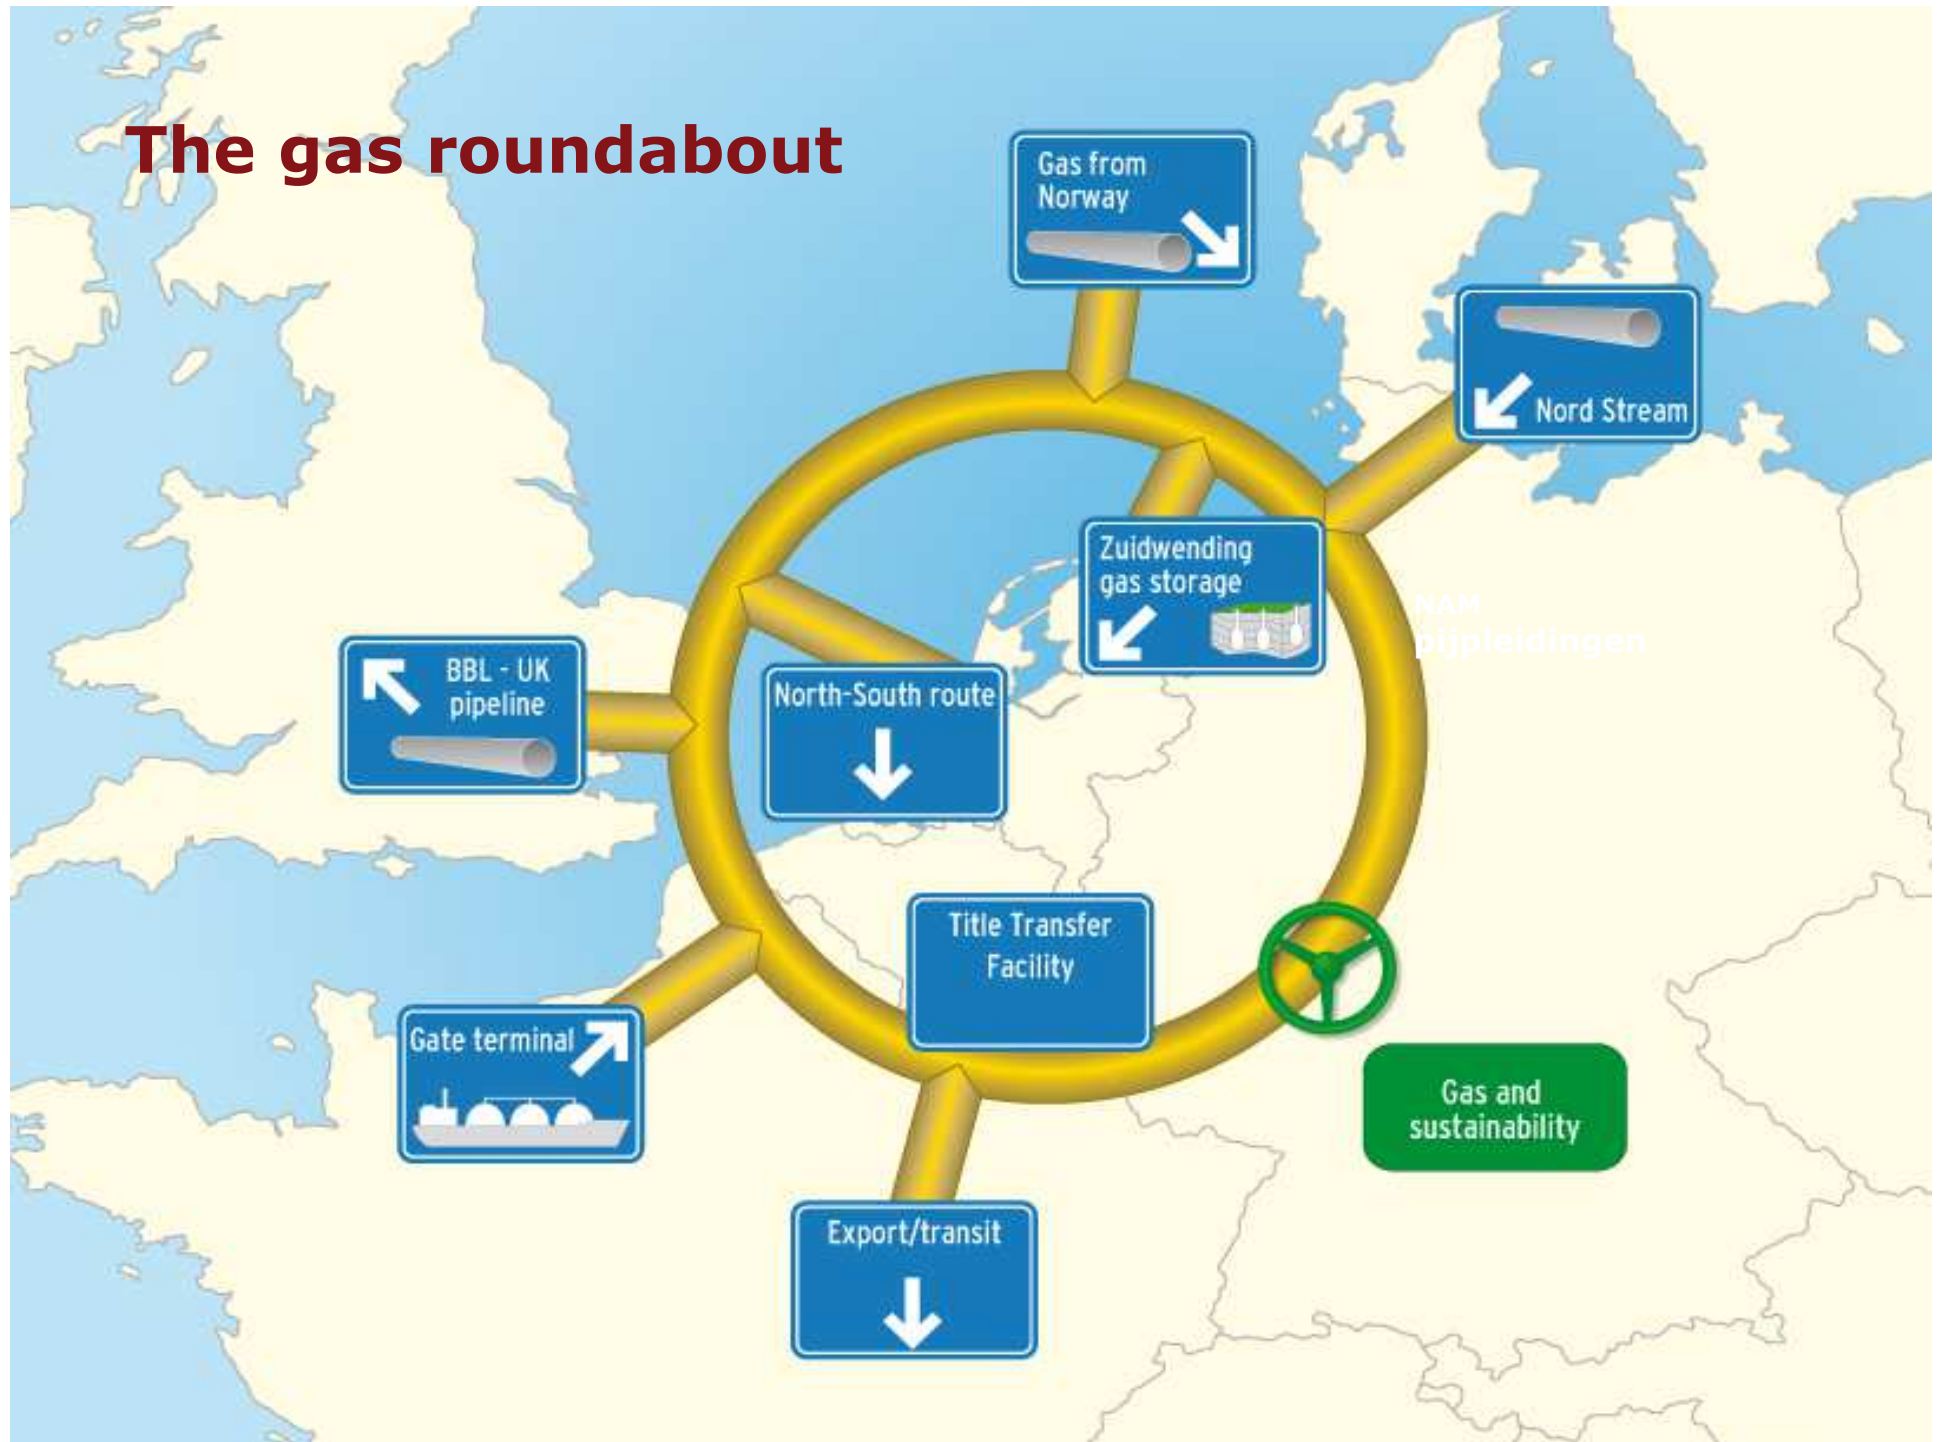 The gas roundabout
Gas from
Norway
Nord Stream
Zuidwending
gas storage
NAM
pijpleidingen
BBL - UK
pipeline
North-South route
Title Transfer
Facility
Gate terminal
Gas and
sustainability
Export/transit